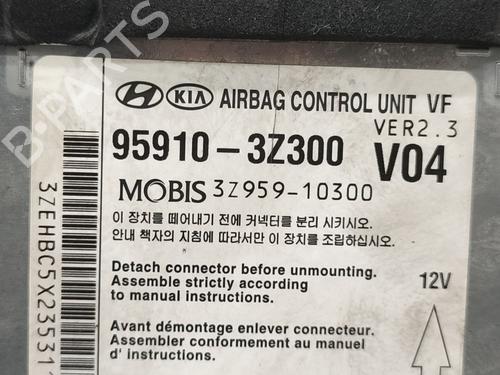 KIA AIRBAG CONTROL UNIT VF
VER2.3
95910-3Z300 V04
MOBIS 3Z959-10300
이 장치를 떼어내기 전에 커넥터를 분리 시키시오.
안내 책자의 지침에 따라서만 이 장치를 조립하십시오.
Detach connector before unmounting.
Assemble strictly according
to manual instructions.
12V
Avant démontage enlever connecteur.
Assembler conformement au manuel
d' instructions.
3ZEHBC5X23531
B-PARTS